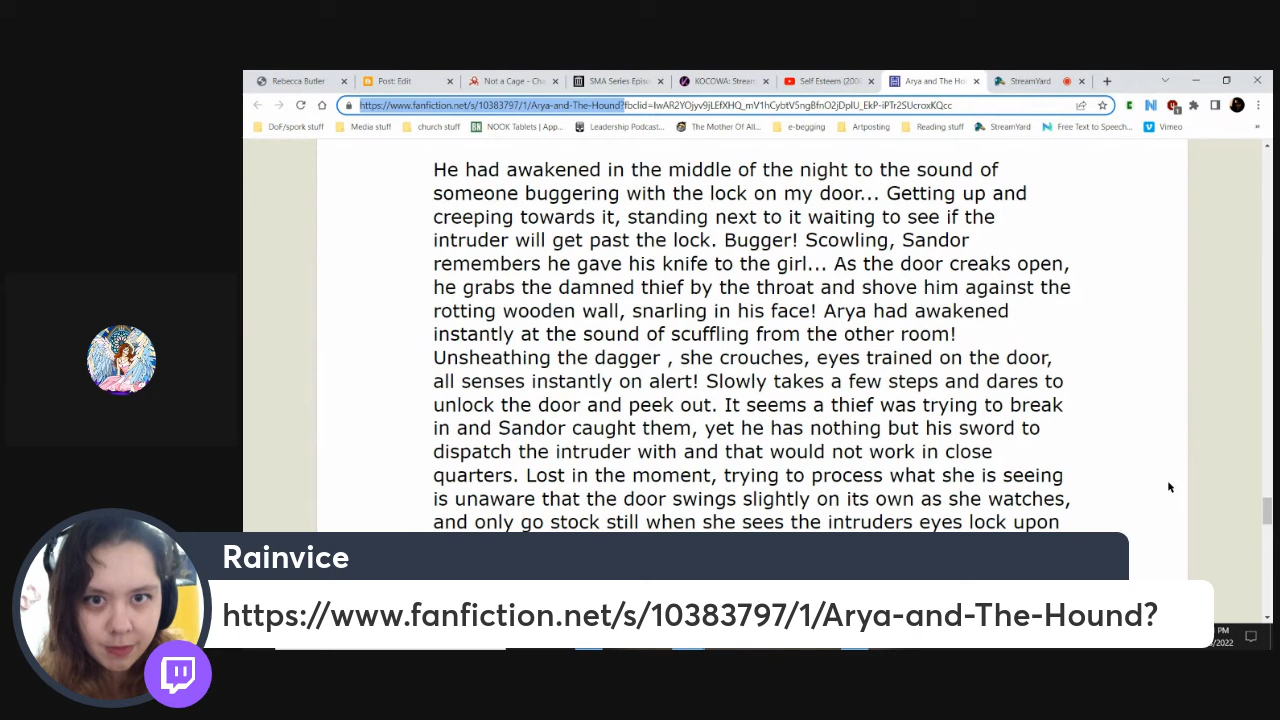 Rebecca Butler
Post: Edit
Not a Cage - Cha
SMA Series Epis
KOCOWA: Stream
Self Esteem (200
Arya and The Ho
StreamYard
https://www.fanfiction.net/s/10383797/1/Arya-and-The-Hound?
DoF/spork stuff
Media stuff
church stuff
NOOK Tablets | App...
Leadership Podcast...
The Mother Of All...
e-begging
Artposting
Reading stuff
StreamYard
Free Text to Speech...
Vimeo
He had awakened in the middle of the night to the sound of
someone buggering with the lock on my door... Getting up and
creeping towards it, standing next to it waiting to see if the
intruder will get past the lock. Bugger! Scowling, Sandor
remembers he gave his knife to the girl... As the door creaks open,
he grabs the damned thief by the throat and shove him against the
rotting wooden wall, snarling in his face! Arya had awakened
instantly at the sound of scuffling from the other room!
Unsheathing the dagger , she crouches, eyes trained on the door,
all senses instantly on alert! Slowly takes a few steps and dares to
unlock the door and peek out. It seems a thief was trying to break
in and Sandor caught them, yet he has nothing but his sword to
dispatch the intruder with and that would not work in close
quarters. Lost in the moment, trying to process what she is seeing
is unaware that the door swings slightly on its own as she watches,
and only go stock still when she sees the intruders eyes lock upon
Rainvice
https://www.fanfiction.net/s/10383797/1/Arya-and-The-Hound?
PM
/2022